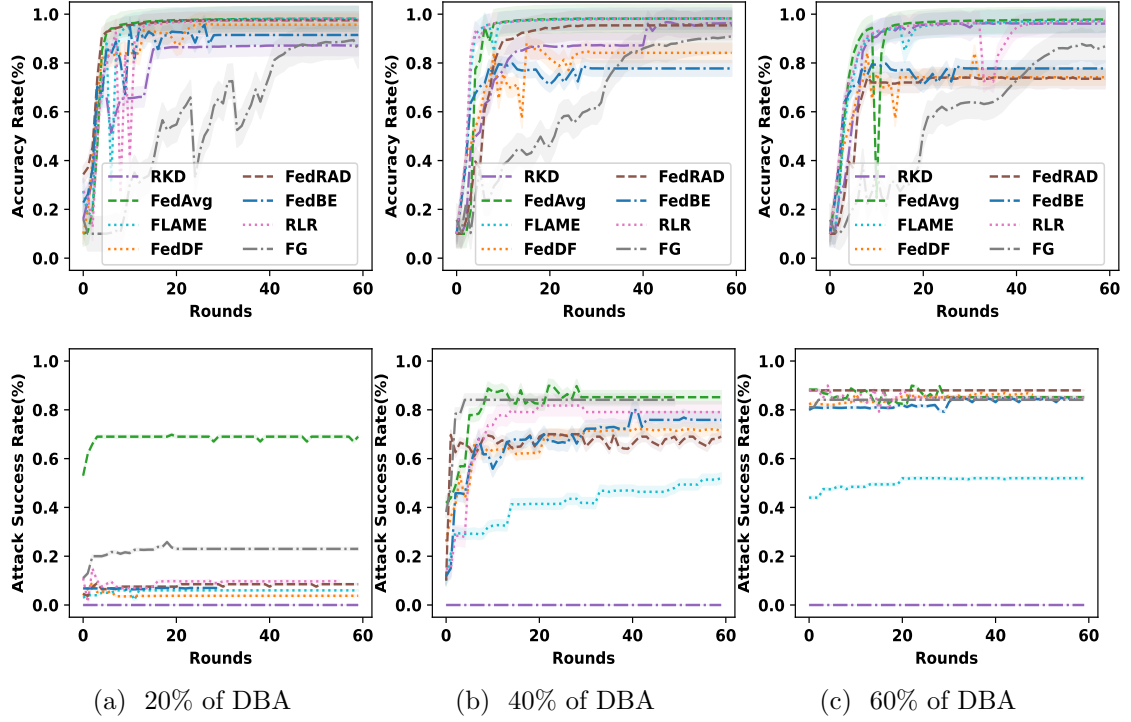 Accuracy Rate(%)
1.0
0.8
0.6
0.4
0.2
0.0
RKD
FedAvg
FLAME
FedDF
FedRAD
FedBE
RLR
FG
0 20 40 60
Rounds
Accuracy Rate(%)
1.0
0.8
0.6
0.4
0.2
0.0
RKD
FedAvg
FLAME
FedDF
FedRAD
FedBE
RLR
FG
0 20 40 60
Rounds
Accuracy Rate(%)
1.0
0.8
0.6
0.4
0.2
0.0
RKD
FedAvg
FLAME
FedDF
FedRAD
FedBE
RLR
FG
0 20 40 60
Rounds
Attack Success Rate(%)
1.0
0.8
0.6
0.4
0.2
0.0
0 20 40 60
Rounds
Attack Success Rate(%)
1.0
0.8
0.6
0.4
0.2
0.0
0 20 40 60
Rounds
Attack Success Rate(%)
1.0
0.8
0.6
0.4
0.2
0.0
0 20 40 60
Rounds
(a) 20% of DBA
(b) 40% of DBA
(c) 60% of DBA